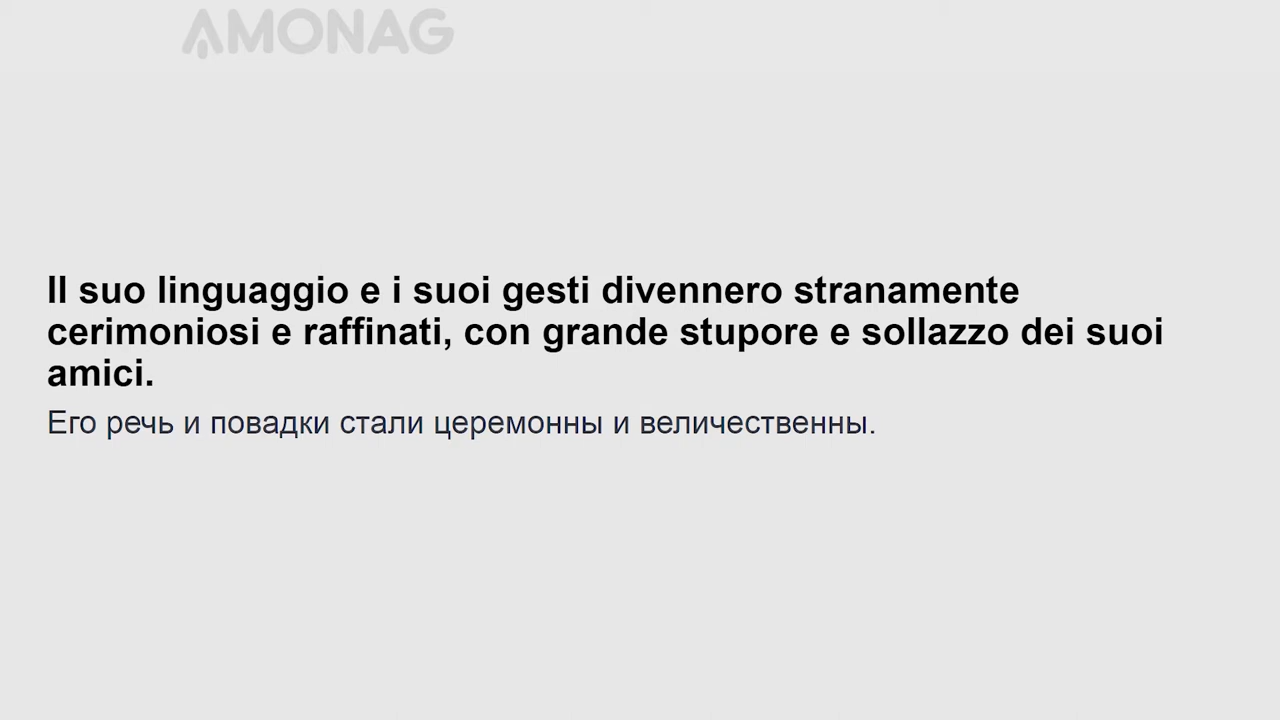 AMONAG
Il suo linguaggio e i suoi gesti divennero stranamente
cerimoniosi e raffinati, con grande stupore e sollazzo dei suoi
amici.
Его речь и повадки стали церемонны и величественны.